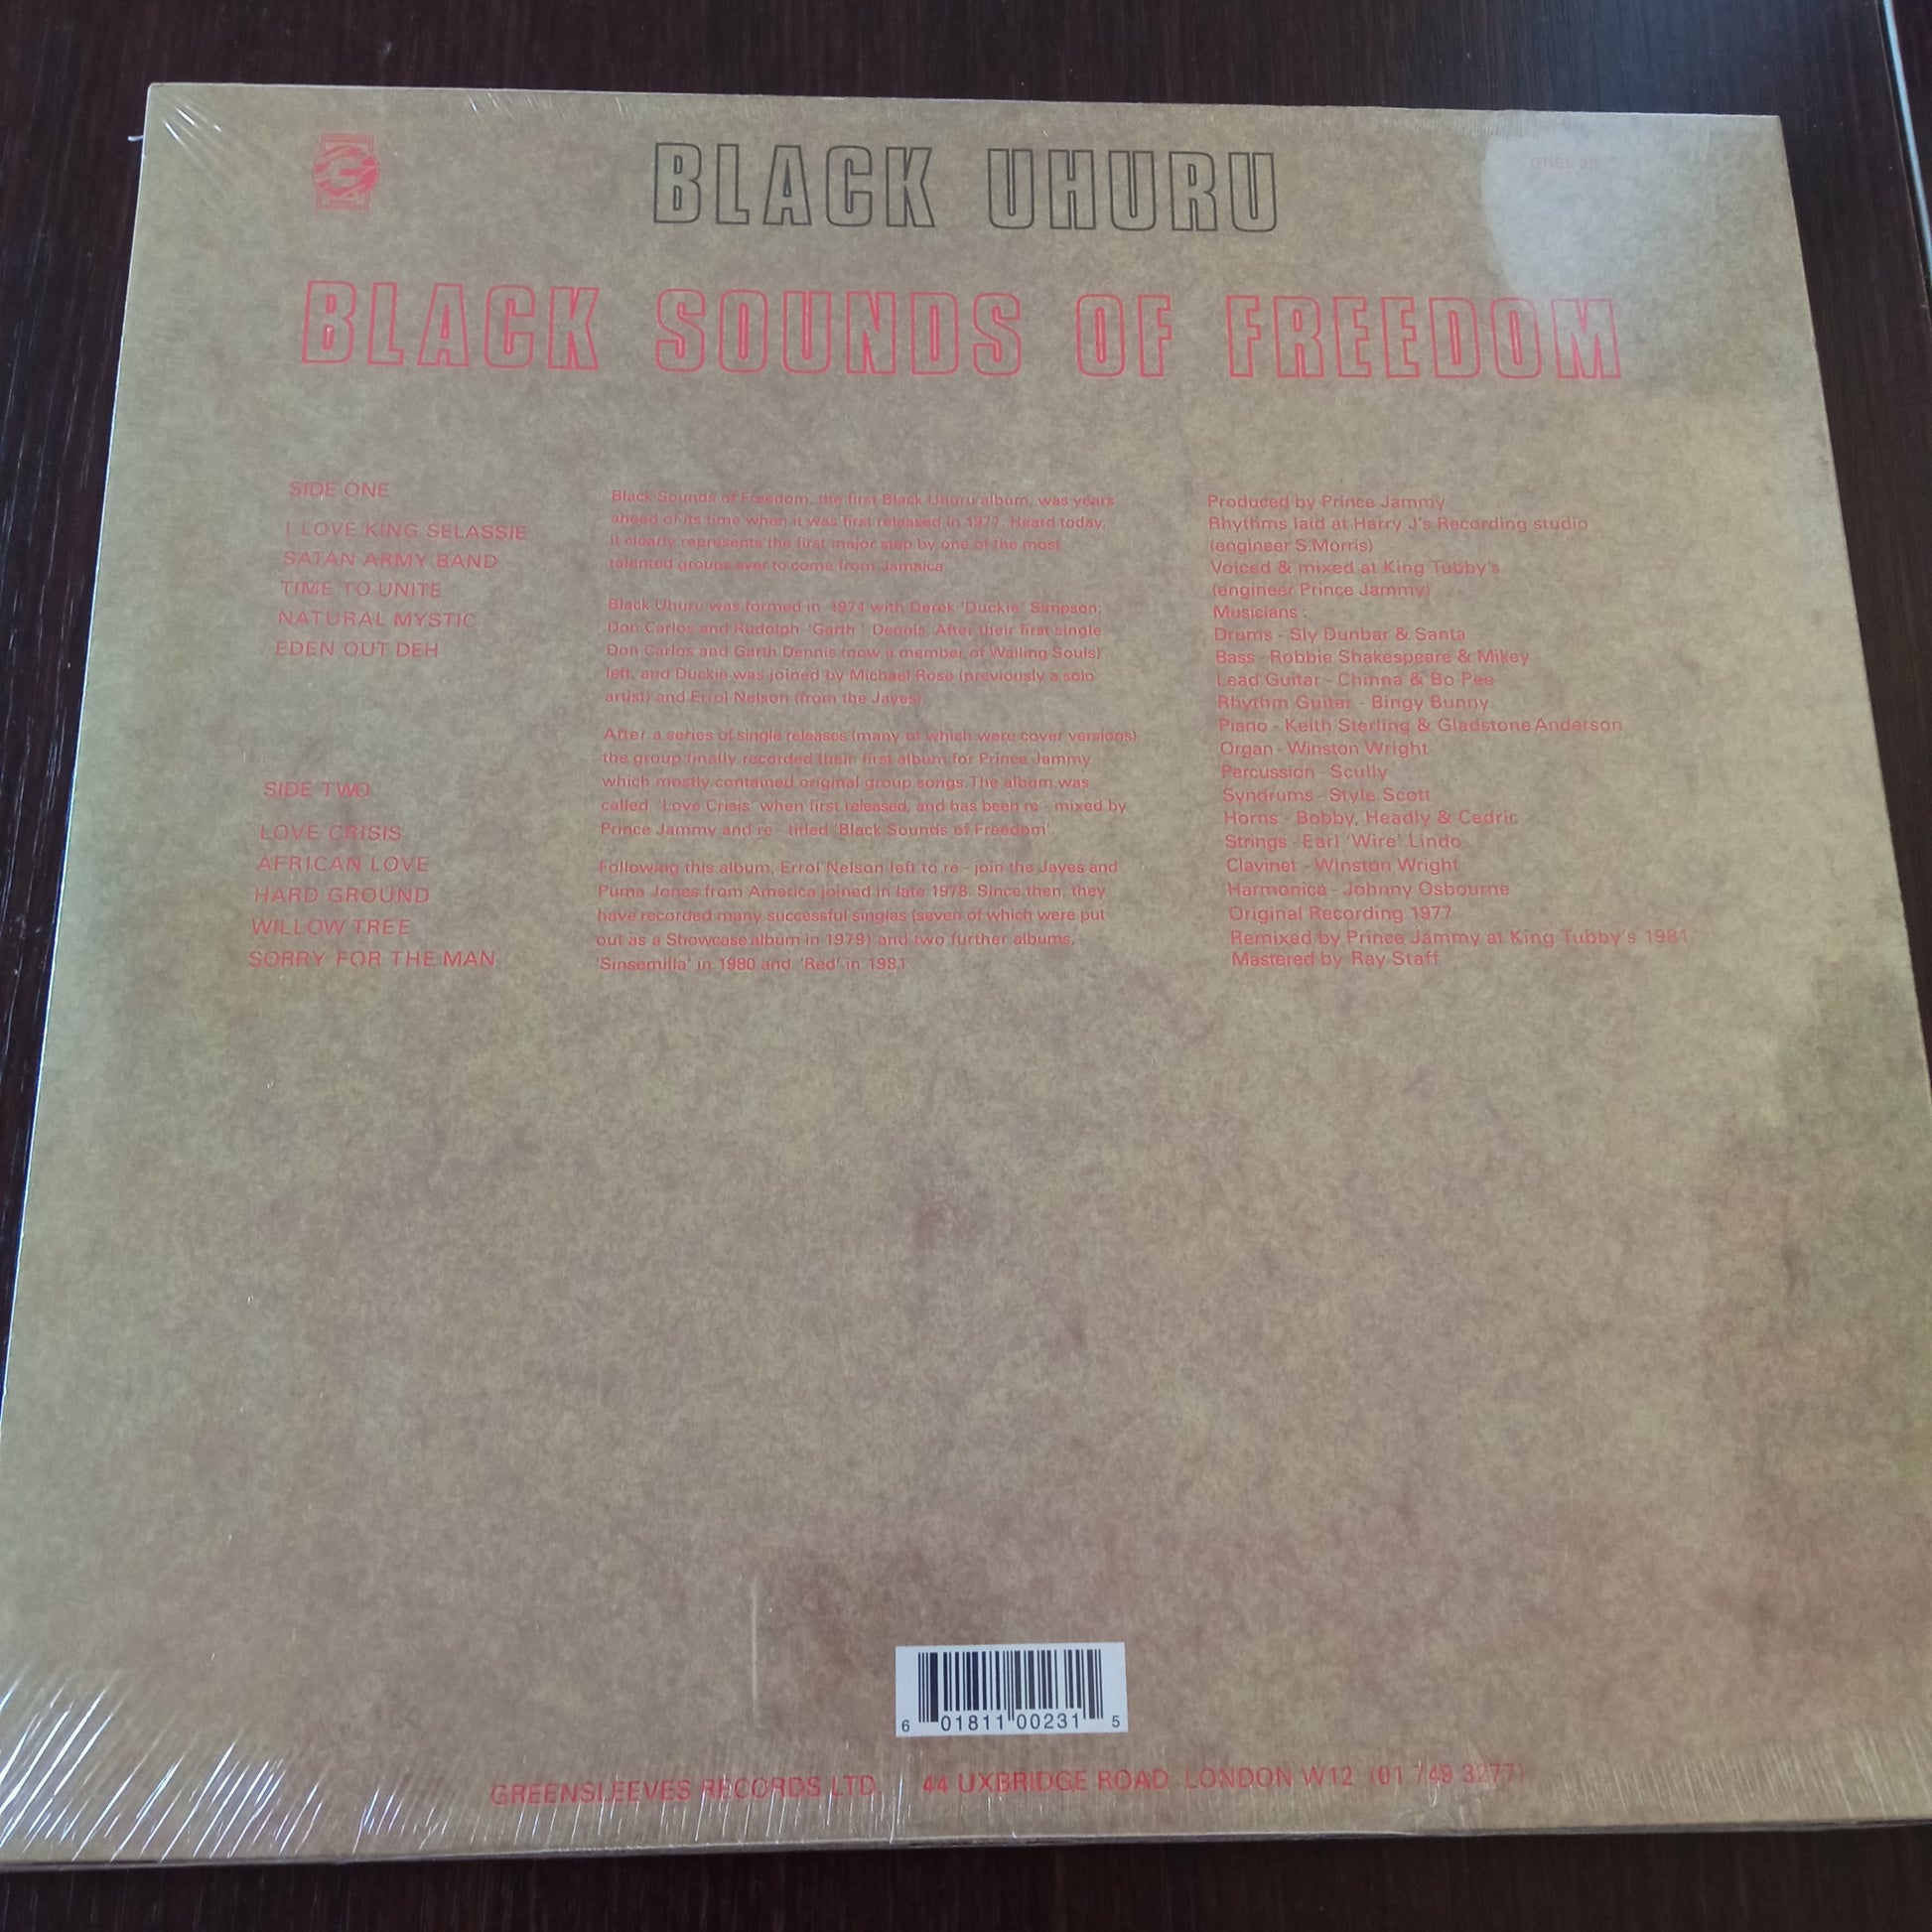 BLACK UHURU
GREL 23
BLACK SOUNDS OF FREEDOM
SIDE ONE
I LOVE KING SELASSIE
SATAN ARMY BAND
TIME TO UNITE
NATURAL MYSTIC
EDEN OUT DEH
SIDE TWO
LOVE CRISIS
AFRICAN LOVE
HARD GROUND
WILLOW TREE
SORRY FOR THE MAN
Black Sounds of Freedom, the first Black Uhuru album, was years
ahead of its time when it was first released in 1977. Heard today,
it clearly represents the first major step by one of the most
talented groups ever to come from Jamaica.
Black Uhuru was formed in 1974 with Derek 'Duckie' Simpson,
Don Carlos and Rudolph 'Garth' Dennis. After their first single
Don Carlos and Garth Dennis (now a member of Wailing Souls)
left, and Duckie was joined by Michael Rose (previously a solo
artist) and Errol Nelson (from the Jayes).
After a series of single releases (many of which were cover versions)
the group finally recorded their first album for Prince Jammy
which mostly contained original group songs. The album was
called 'Love Crisis' when first released, and has been re - mixed by
Prince Jammy and re - titled 'Black Sounds of Freedom'.
Following this album, Errol Nelson left to re - join the Jayes and
Puma Jones from America joined in late 1978. Since then, they
have recorded many successful singles (seven of which were put
out as a Showcase album in 1979) and two further albums,
'Sinsemilla' in 1980 and 'Red' in 1981.
Produced by Prince Jammy
Rhythms laid at Harry J's Recording studio
(engineer S.Morris)
Voiced & mixed at King Tubby's
(engineer Prince Jammy)
Musicians :
Drums - Sly Dunbar & Santa
Bass - Robbie Shakespeare & Mikey
Lead Guitar - Chinna & Bo Pee
Rhythm Guitar - Bingy Bunny
Piano - Keith Sterling & Gladstone Anderson
Organ - Winston Wright
Percussion - Scully
Syndrums - Style Scott
Horns - Bobby, Headly & Cedric
Strings - Earl 'Wire' Lindo
Clavinet - Winston Wright
Harmonica - Johnny Osbourne
Original Recording 1977
Remixed by Prince Jammy at King Tubby's 1981
Mastered by Ray Staff
6 01811 00231 5
GREENSLEEVES RECORDS LTD. 44 UXBRIDGE ROAD LONDON W12 (01 749 3277)